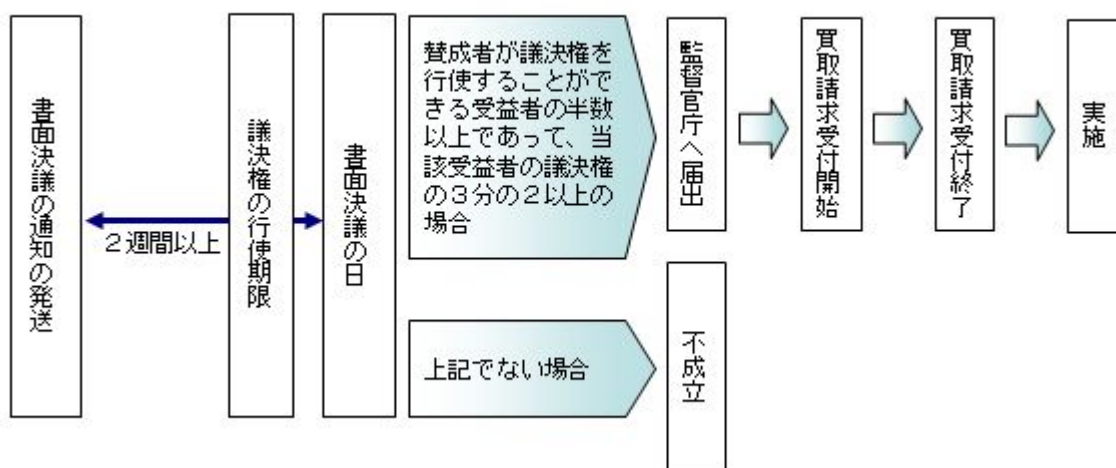 書面決議の通知の発送
２週間以上
議決権の行使期限
書面決議の日
賛成者が議決権を
行使することがで
きる受益者の半数
以上であって、当
該受益者の議決権
の３分の２以上の
場合
監督官庁へ届出
買取請求受付開始
買取請求受付終了
実施
上記でない場合
不成立